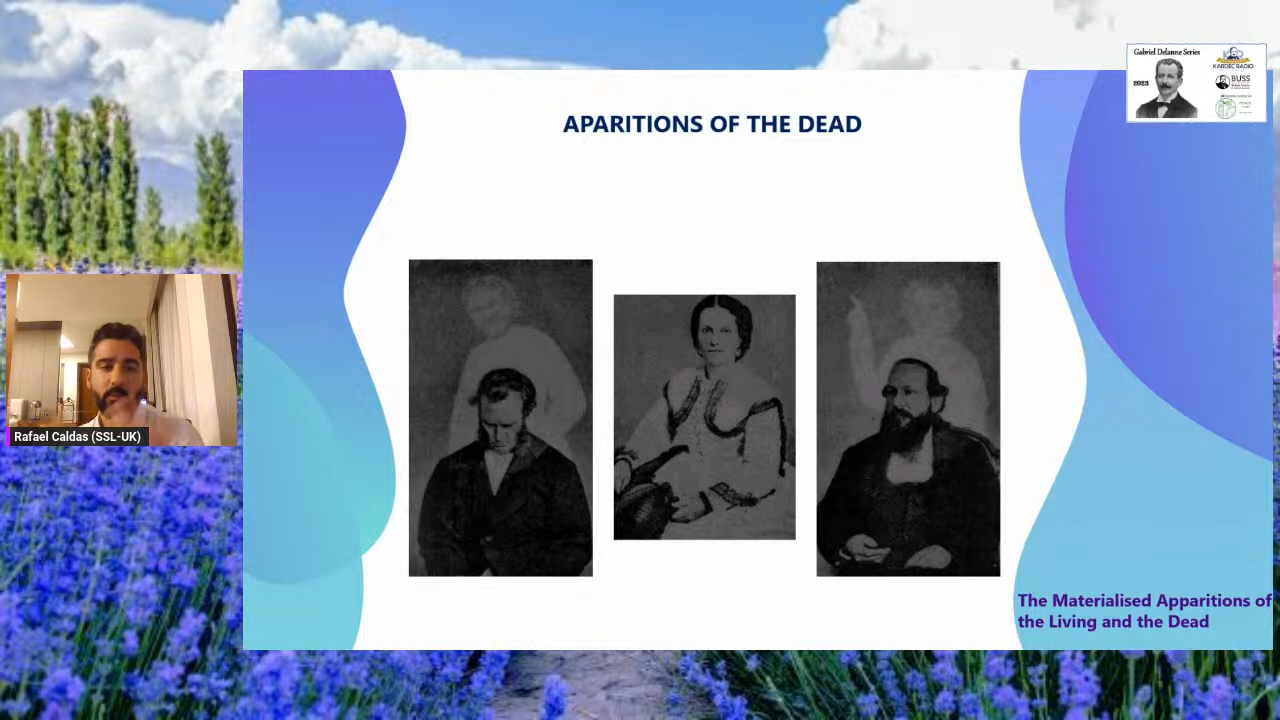 APARITIONS OF THE DEAD
Gabriel Delanne Series
2023
KARDEC RADIO
BUSS
Rafael Caldas (SSL-UK)
The Materialised Apparitions of
the Living and the Dead